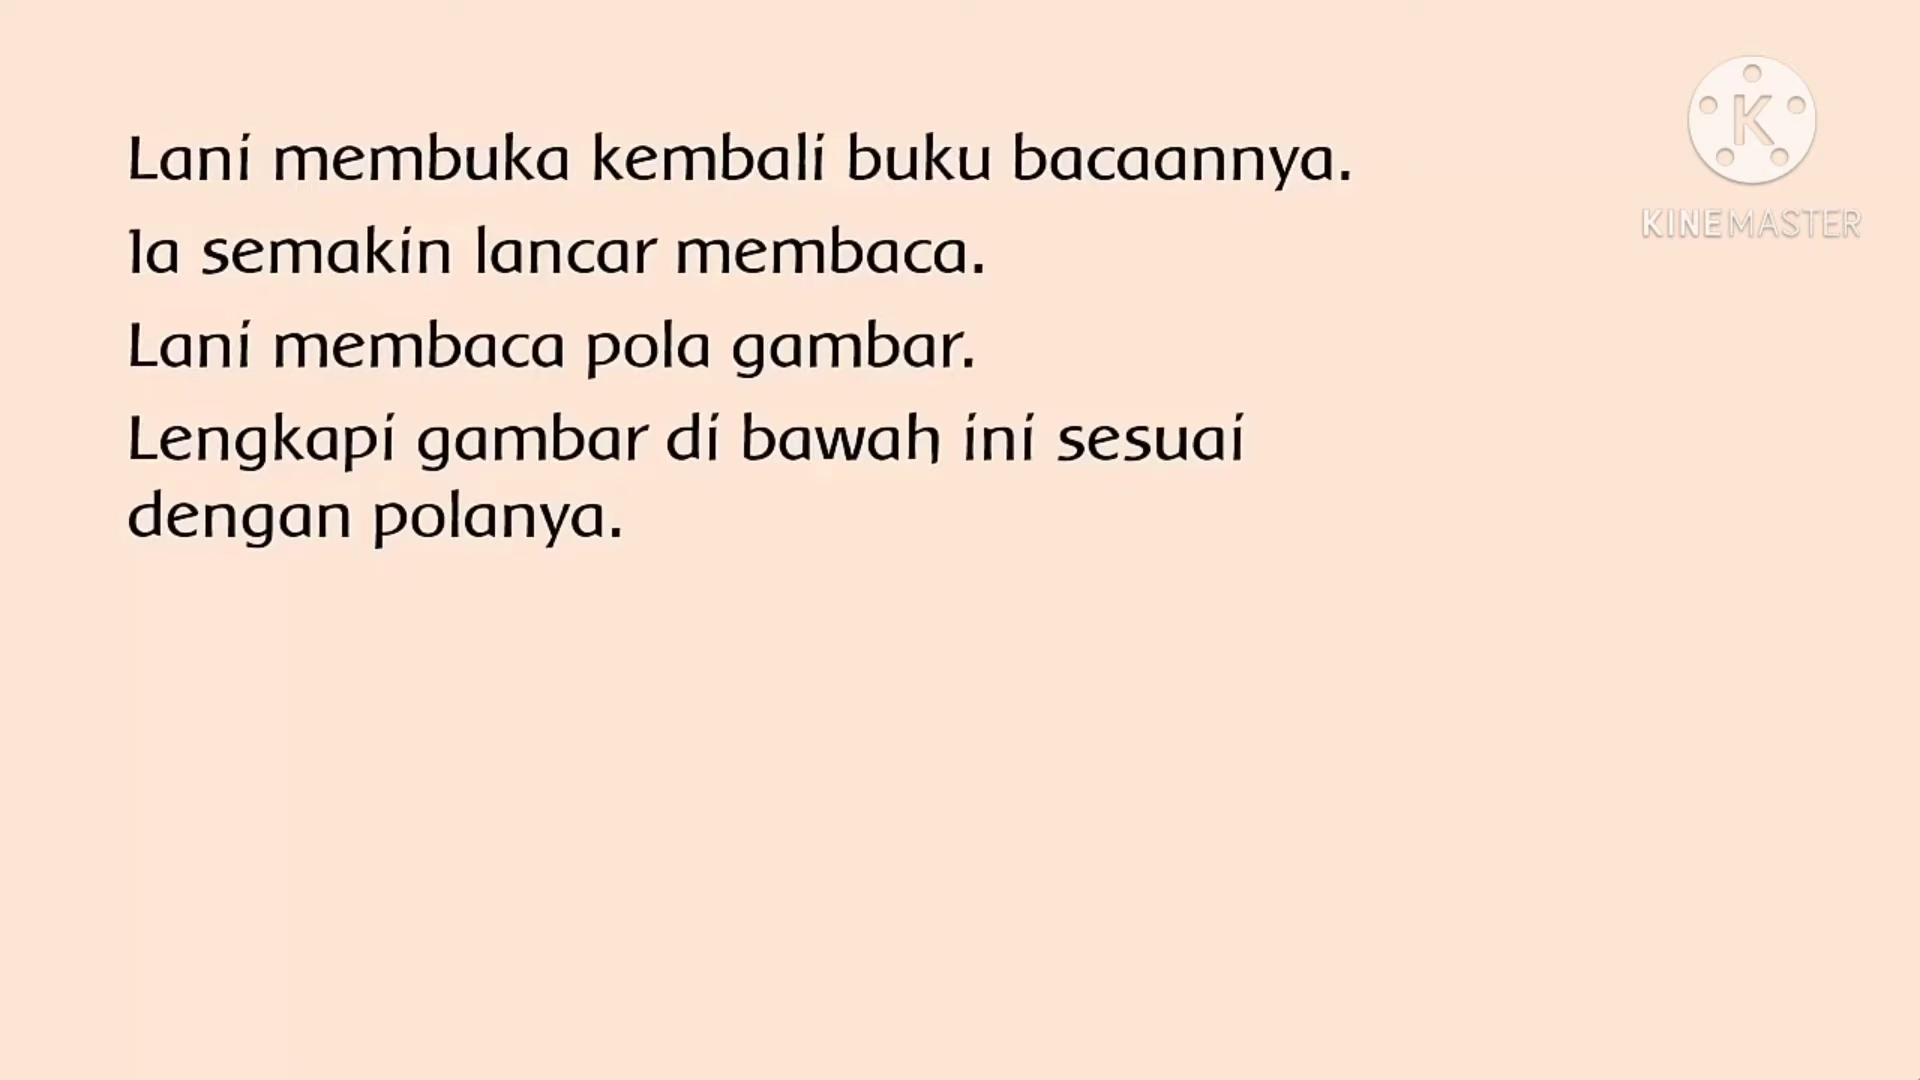 Lani membuka kembali buku bacaannya.
K
KINEMASTER
Ia semakin lancar membaca.
Lani membaca pola gambar.
Lengkapi gambar di bawah ini sesuai
dengan polanya.